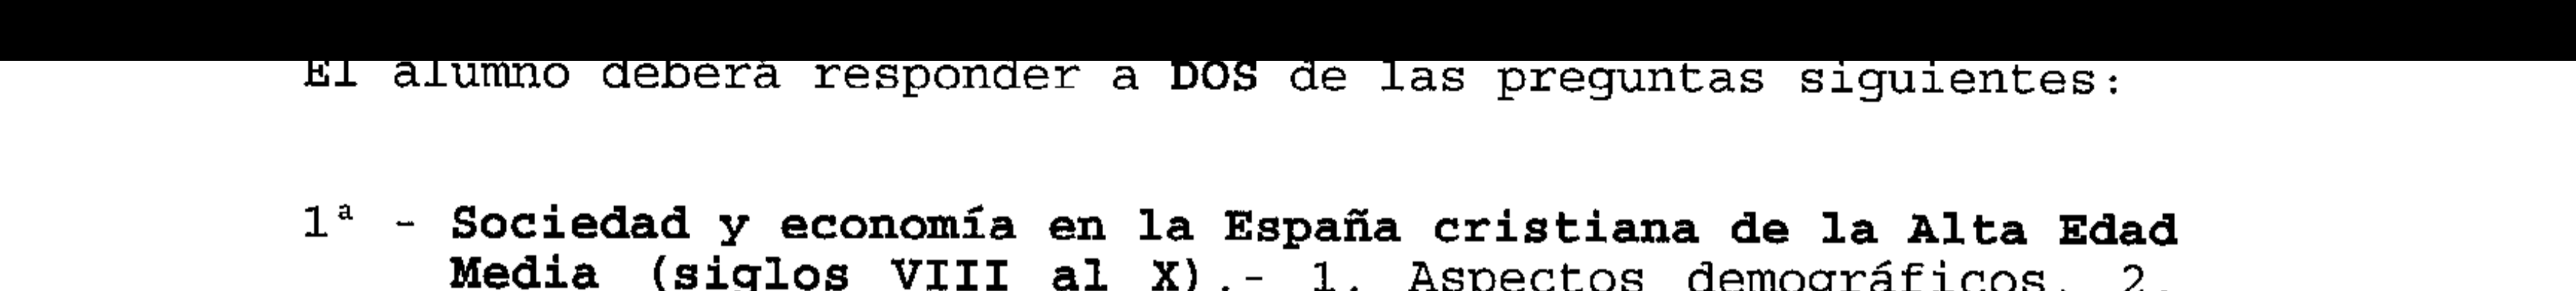 El alumno deberá responder a DOS de las preguntas siguientes:
1ª - Sociedad y economía en la España cristiana de la Alta Edad
Media (siglos VIII al X).- 1. Aspectos demográficos. 2.